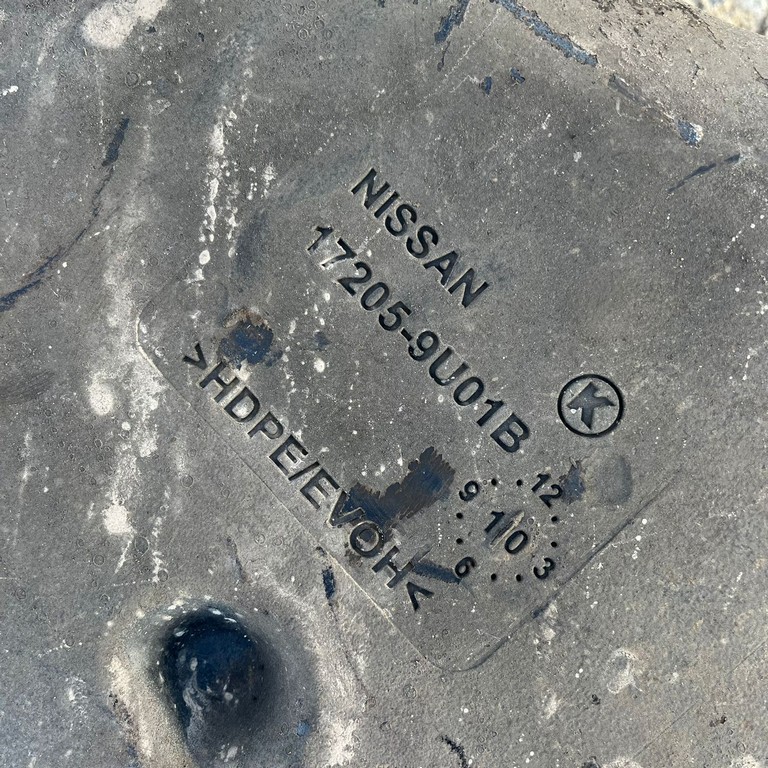 NISSAN
17205-9U01B
K
>HDPE/EVOH<
12
9
10
3
6